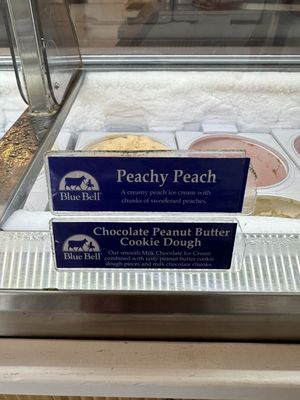 Peachy Peach
A creamy peach ice cream with
chunks of sweetened peaches.
Blue Bell
Chocolate Peanut Butter
Cookie Dough
Our smooth Milk Chocolate Ice Cream
combined with tasty peanut butter cookie
dough pieces and milk chocolate chunks.
Blue Bell